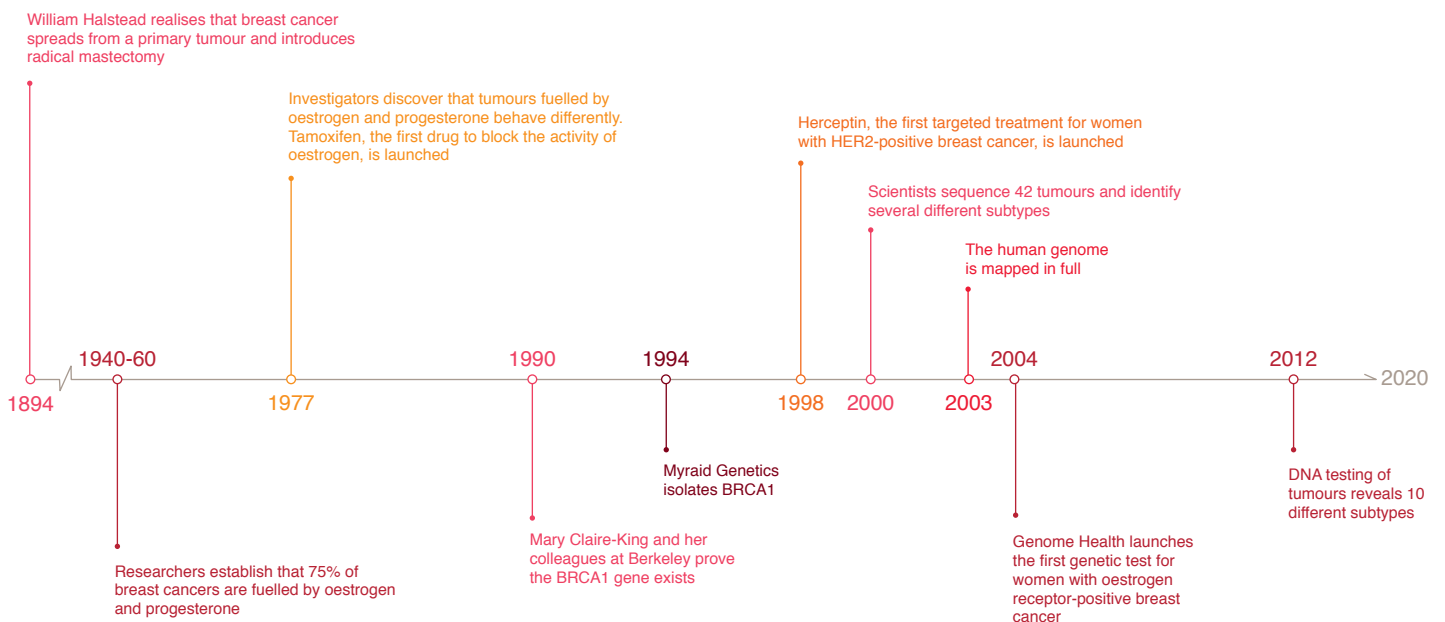 William Halstead realises that breast cancer
spreads from a primary tumour and introduces
radical mastectomy
Investigators discover that tumours fuelled by
oestrogen and progesterone behave differently.
Tamoxifen, the first drug to block the activity of
oestrogen, is launched
Herceptin, the first targeted treatment for women
with HER2-positive breast cancer, is launched
Scientists sequence 42 tumours and identify
several different subtypes
The human genome
is mapped in full
1894
1940-60
1977
1990
1994
1998
2000
2003
2004
2012
2020
Researchers establish that 75% of
breast cancers are fuelled by oestrogen
and progesterone
Mary Claire-King and her
colleagues at Berkeley prove
the BRCA1 gene exists
Myraid Genetics
isolates BRCA1
Genome Health launches
the first genetic test for
women with oestrogen
receptor-positive breast
cancer
DNA testing of
tumours reveals 10
different subtypes